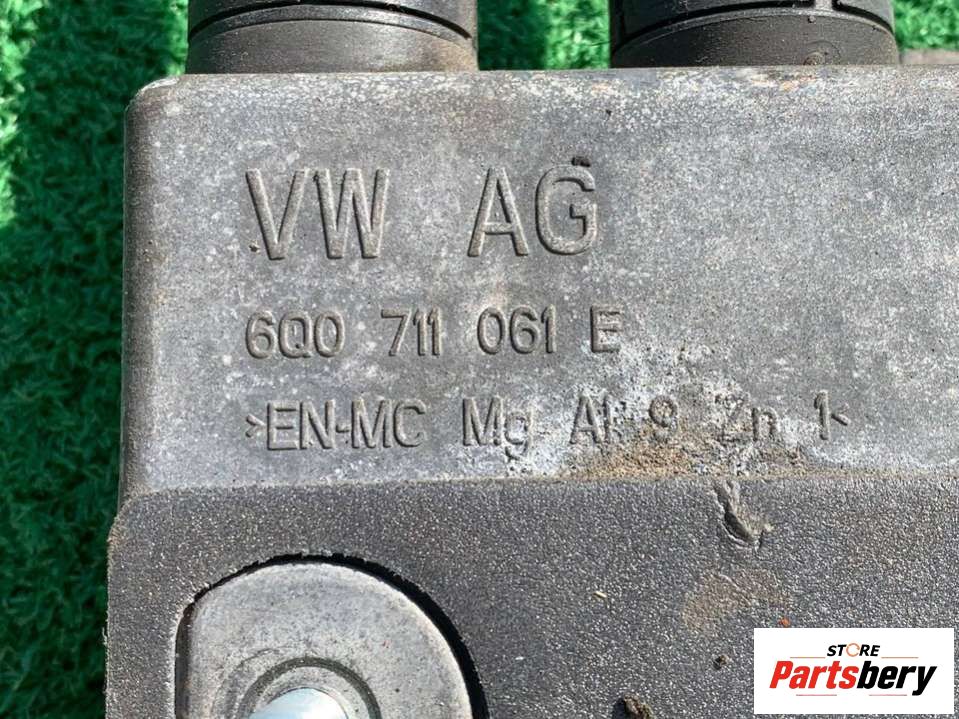 VW AG
6Q0 711 061 E
>EN-MC Mg Al 9 Zn 1<
STORE
Partsbery